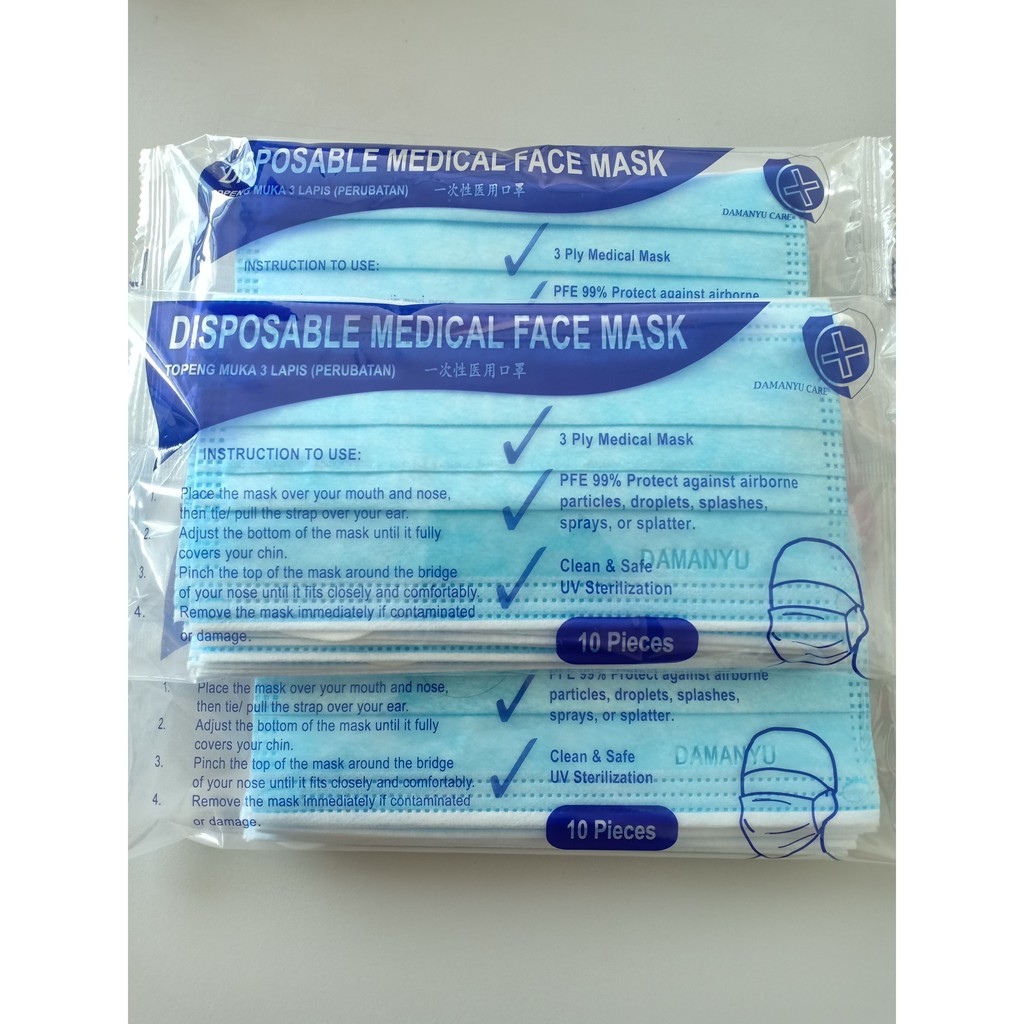 DISPOSABLE MEDICAL FACE MASK
TOPENG MUKA 3 LAPIS (PERUBATAN) 一次性医用口罩
DAMANYU CARE
INSTRUCTION TO USE:
3 Ply Medical Mask
PFE 99% Protect against airborne
DISPOSABLE MEDICAL FACE MASK
TOPENG MUKA 3 LAPIS (PERUBATAN) 一次性医用口罩
DAMANYU CARE
INSTRUCTION TO USE:
1. Place the mask over your mouth and nose,
then tie/ pull the strap over your ear.
2. Adjust the bottom of the mask until it fully
covers your chin.
3. Pinch the top of the mask around the bridge
of your nose until it fits closely and comfortably.
4. Remove the mask immediately if contaminated
or damage.
3 Ply Medical Mask
PFE 99% Protect against airborne
particles, droplets, splashes,
sprays, or splatter.
Clean & Safe
UV Sterilization
DAMANYU
10 Pieces
1. Place the mask over your mouth and nose,
then tie/ pull the strap over your ear.
2. Adjust the bottom of the mask until it fully
covers your chin.
3. Pinch the top of the mask around the bridge
of your nose until it fits closely and comfortably.
4. Remove the mask immediately if contaminated
or damage.
PFE 99% Protect against airborne
particles, droplets, splashes,
sprays, or splatter.
Clean & Safe
UV Sterilization
DAMANYU
10 Pieces